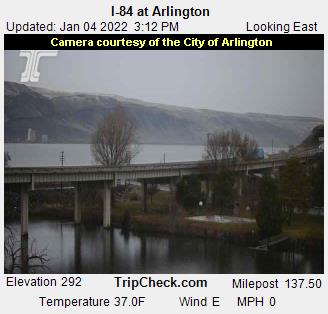 I-84 at Arlington
Updated: Jan 04 2022 3:12 PM Looking East
Camera courtesy of the City of Arlington
Elevation 292 TripCheck.com Milepost 137.50
Temperature 37.0F Wind E MPH 0